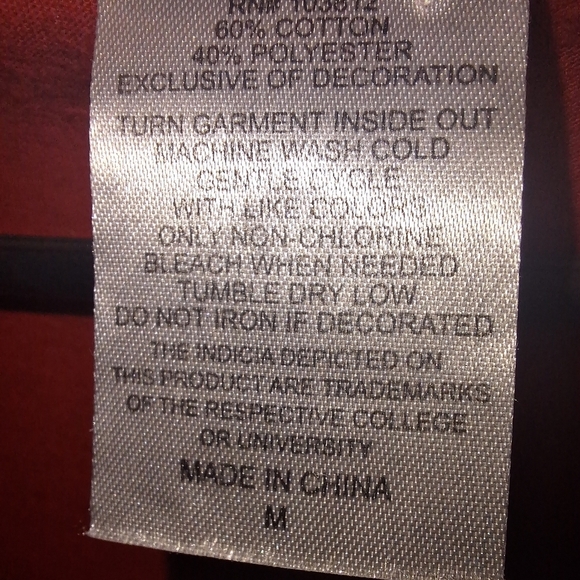 RN# 103812
60% COTTON
40% POLYESTER
EXCLUSIVE OF DECORATION
TURN GARMENT INSIDE OUT
MACHINE WASH COLD
GENTLE CYCLE
WITH LIKE COLORS
ONLY NON-CHLORINE
BLEACH WHEN NEEDED
TUMBLE DRY LOW
DO NOT IRON IF DECORATED
THE INDICIA DEPICTED ON
THIS PRODUCT ARE TRADEMARKS
OF THE RESPECTIVE COLLEGE
OR UNIVERSITY
MADE IN CHINA
M